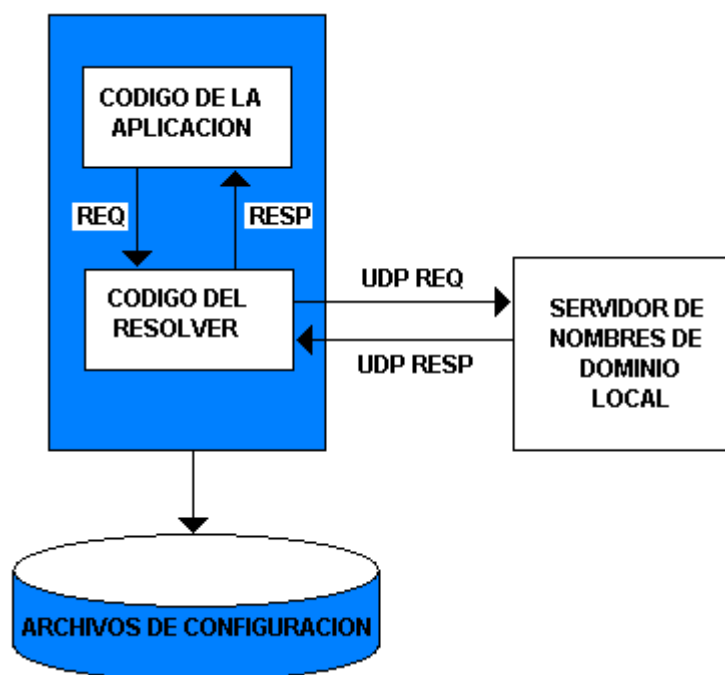 CODIGO DE LA
APLICACION
REQ
RESP
CODIGO DEL
RESOLVER
UDP REQ
UDP RESP
SERVIDOR DE
NOMBRES DE
DOMINIO
LOCAL
ARCHIVOS DE CONFIGURACION